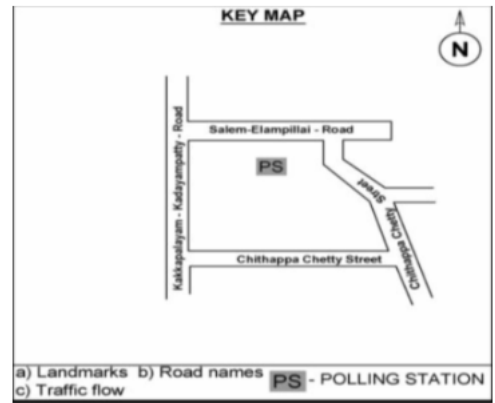 KEY MAP
N
Salem-Elampillai - Road
Kakkapalayam - Kadayampatty - Road
PS
Street
Chithappa Chetty Street
Chithappa Chetty
a) Landmarks b) Road names
c) Traffic flow
PS - POLLING STATION